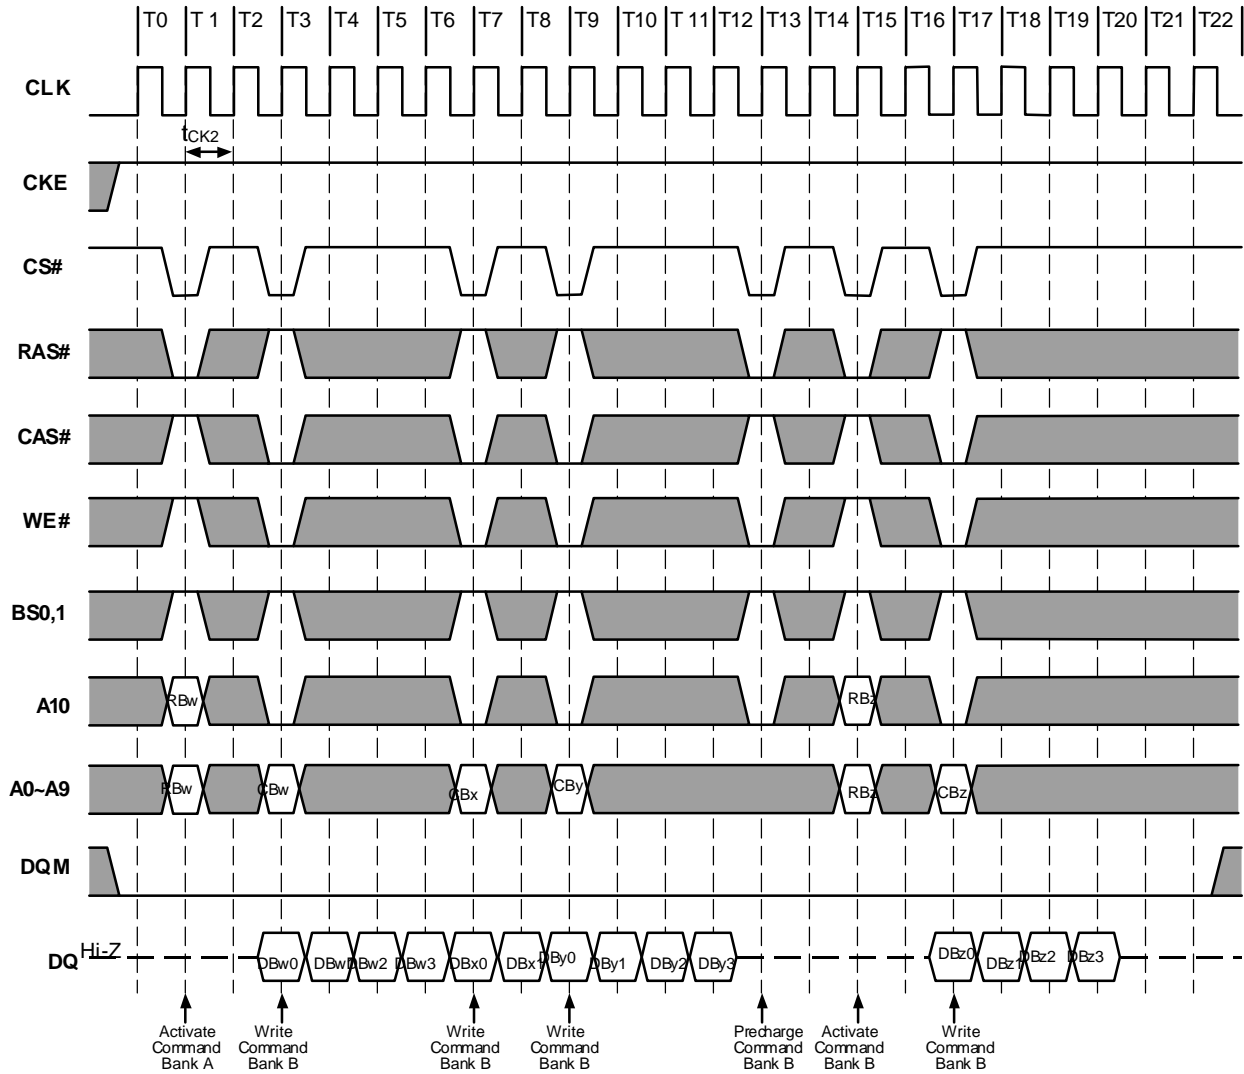 T0 T1 T2 T3 T4 T5 T6 T7 T8 T9 T10 T11 T12 T13 T14 T15 T16 T17 T18 T19 T20 T21 T22
CLK
tCK2
CKE
CS#
RAS#
CAS#
WE#
BS0,1
A10 RBw RBz
A0~A9 RBw CBw CBx CBy RBz CBz
DQM
Hi-Z
DQ DBw0 DBw1 DBw2 DBw3 DBx0 DBx1 DBy0 DBy1 DBy2 DBy3 DBz0 DBz1 DBz2 DBz3
Activate Write Write Write Precharge Activate Write
Command Command Command Command Command Command Command
Bank A Bank B Bank B Bank B Bank B Bank B Bank B